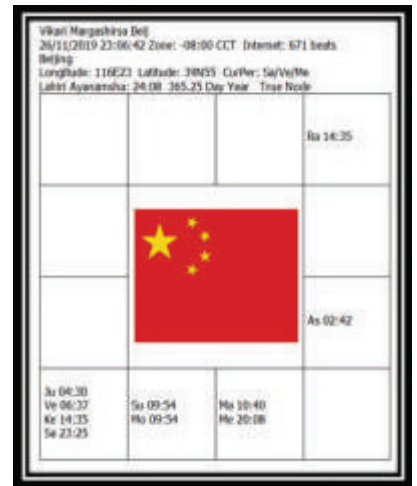 Vikari Margashirsa Beij
26/11/2019 23:06:42 Zone: -08:00 CCT Internet: 671 beats
Beijing
Longitude: 116E23 Latitude: 39N55 CurPer: Sa/Ve/Me
Lahiri Ayanamsha: 24:08 365.25 Day Year True Node
Ra 14:35
As 02:42
Ju 04:30
Ve 06:37
Ke 14:35
Sa 23:25
Su 09:54
Mo 09:54
Ma 10:40
Me 20:08